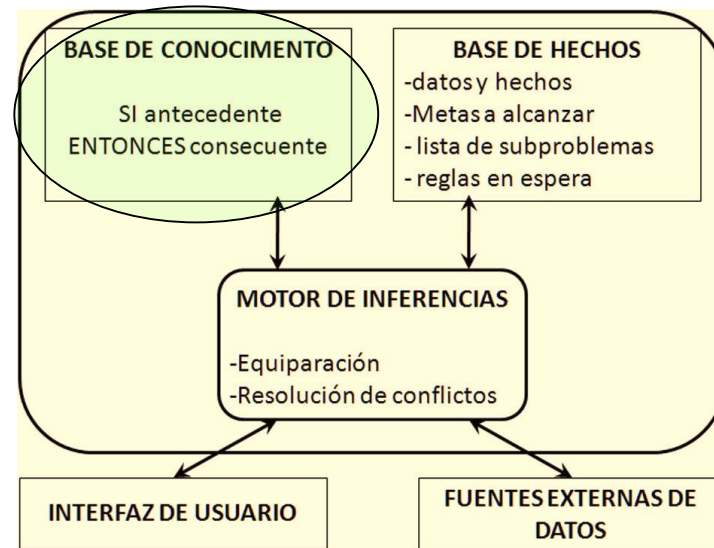 BASE DE CONOCIMENTO
SI antecedente
ENTONCES consecuente
BASE DE HECHOS
-datos y hechos
-Metas a alcanzar
- lista de subproblemas
- reglas en espera
MOTOR DE INFERENCIAS
-Equiparación
-Resolución de conflictos
INTERFAZ DE USUARIO
FUENTES EXTERNAS DE
DATOS